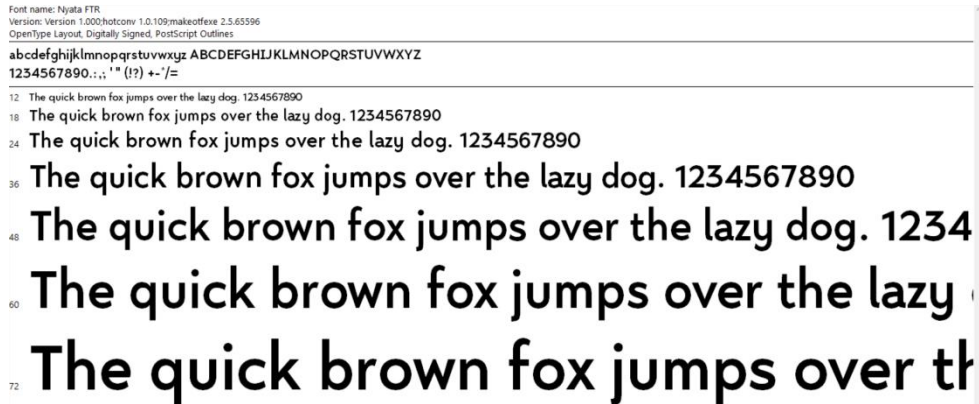 Font name: Nyata FTR
Version: Version 1.000;hotconv 1.0.109;makeotfexe 2.5.65596
OpenType Layout, Digitally Signed, PostScript Outlines
abcdefghijklmnopqrstuvwxyz ABCDEFGHIJKLMNOPQRSTUVWXYZ
1234567890.:,; ' " (!?) +-*/=
12 The quick brown fox jumps over the lazy dog. 1234567890
18 The quick brown fox jumps over the lazy dog. 1234567890
24 The quick brown fox jumps over the lazy dog. 1234567890
36 The quick brown fox jumps over the lazy dog. 1234567890
48 The quick brown fox jumps over the lazy dog. 1234
60 The quick brown fox jumps over the lazy
72 The quick brown fox jumps over th